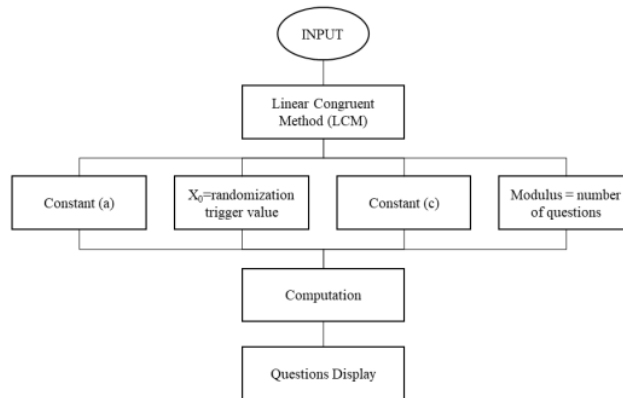 INPUT
Linear Congruent
Method (LCM)
Constant (a)
X₀=randomization
trigger value
Constant (c)
Modulus = number
of questions
Computation
Questions Display